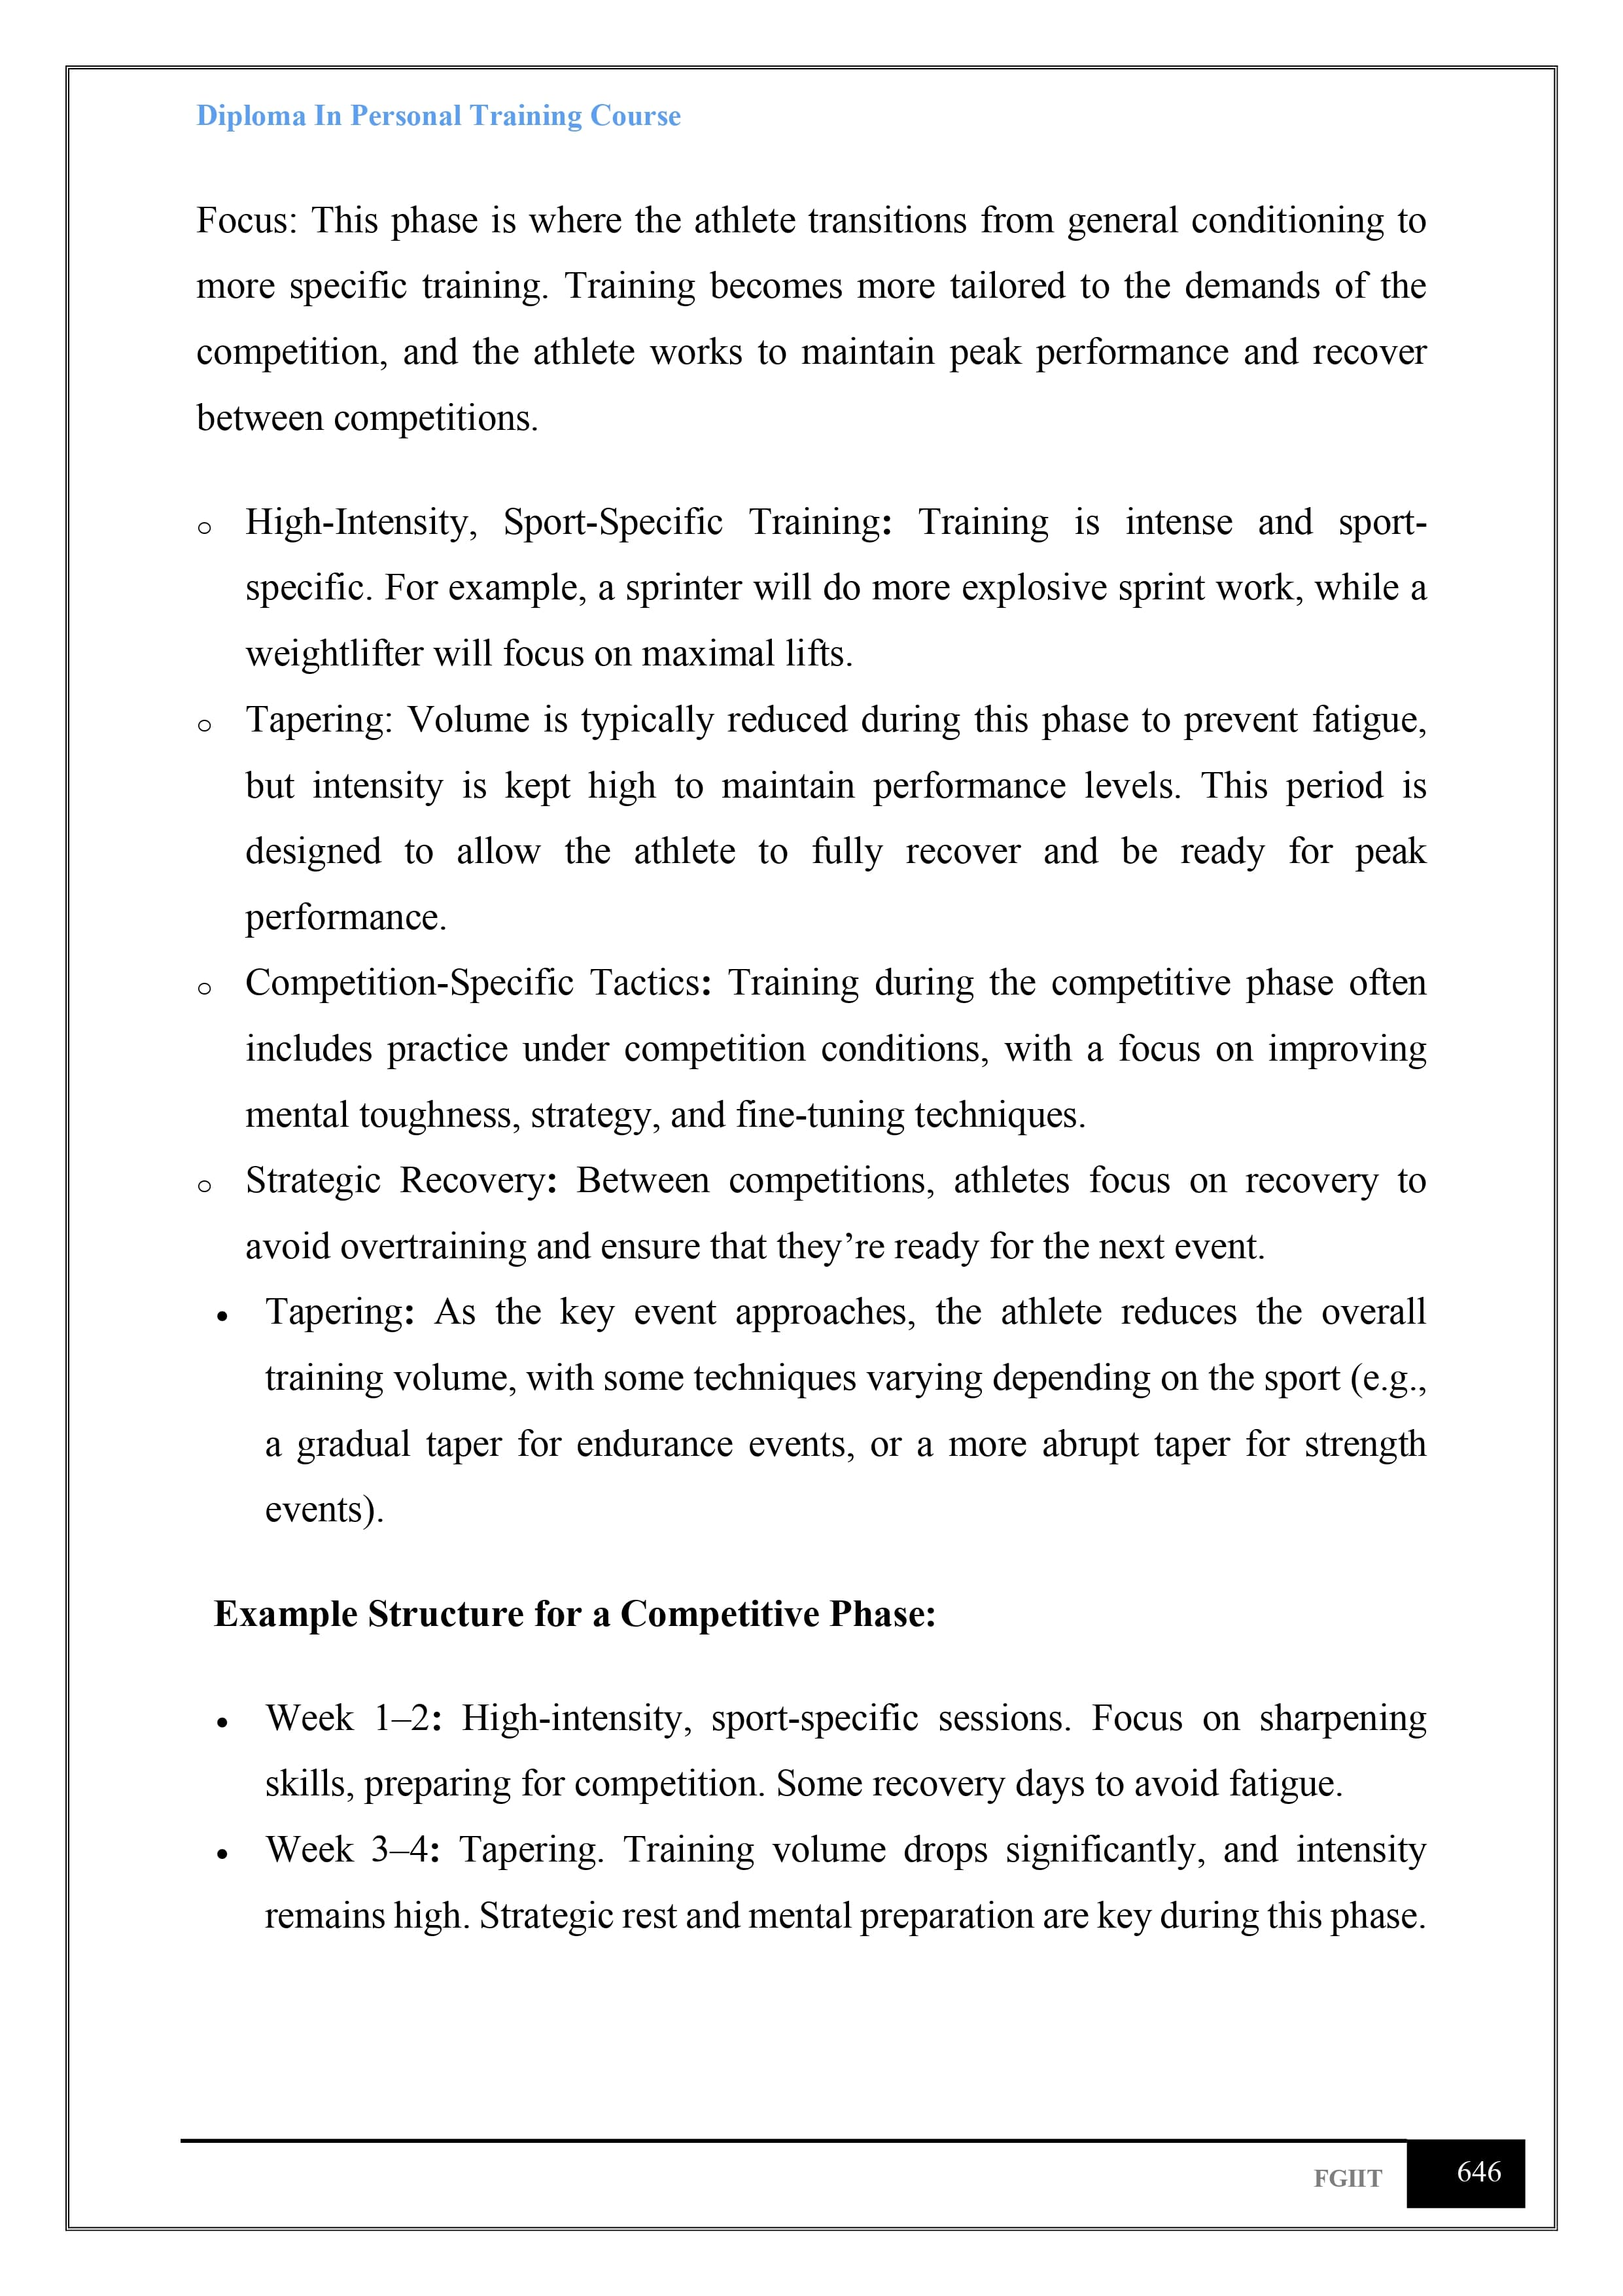 Diploma In Personal Training Course
Focus: This phase is where the athlete transitions from general conditioning to
more specific training. Training becomes more tailored to the demands of the
competition, and the athlete works to maintain peak performance and recover
between competitions.
o High-Intensity, Sport-Specific Training: Training is intense and sport-
specific. For example, a sprinter will do more explosive sprint work, while a
weightlifter will focus on maximal lifts.
o Tapering: Volume is typically reduced during this phase to prevent fatigue,
but intensity is kept high to maintain performance levels. This period is
designed to allow the athlete to fully recover and be ready for peak
performance.
o Competition-Specific Tactics: Training during the competitive phase often
includes practice under competition conditions, with a focus on improving
mental toughness, strategy, and fine-tuning techniques.
o Strategic Recovery: Between competitions, athletes focus on recovery to
avoid overtraining and ensure that they’re ready for the next event.
• Tapering: As the key event approaches, the athlete reduces the overall
training volume, with some techniques varying depending on the sport (e.g.,
a gradual taper for endurance events, or a more abrupt taper for strength
events).
Example Structure for a Competitive Phase:
• Week 1–2: High-intensity, sport-specific sessions. Focus on sharpening
skills, preparing for competition. Some recovery days to avoid fatigue.
• Week 3–4: Tapering. Training volume drops significantly, and intensity
remains high. Strategic rest and mental preparation are key during this phase.
FGIIT 646